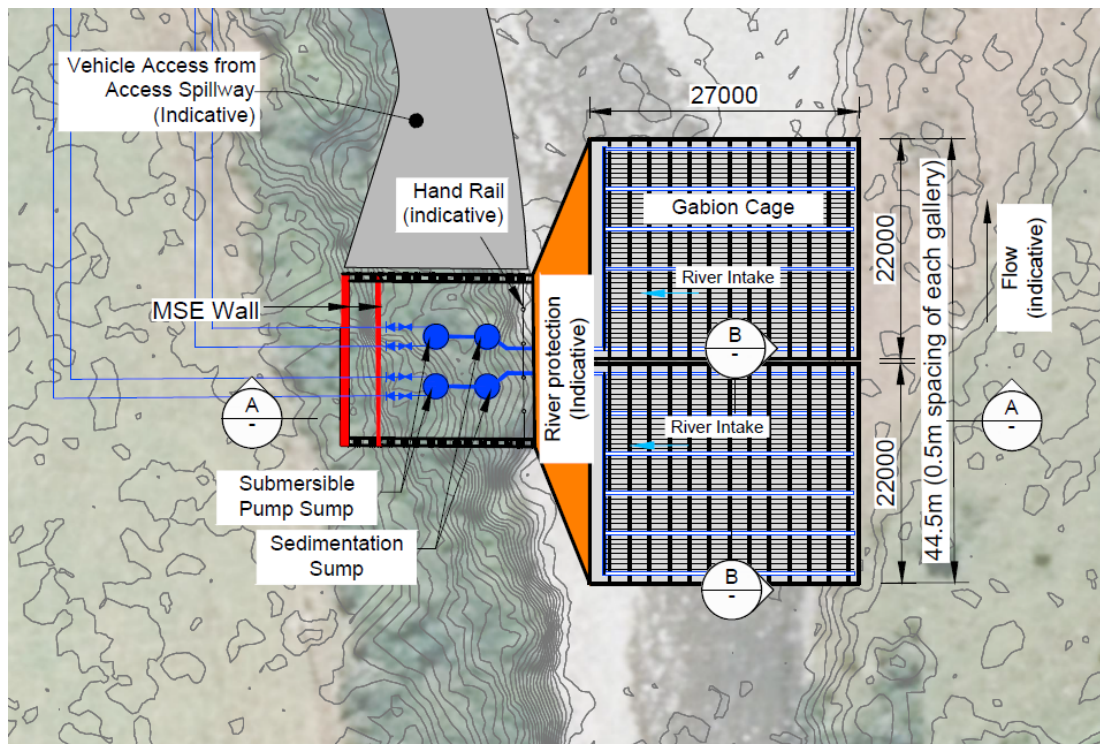 Vehicle Access from
Access Spillway
(Indicative)
27000
Hand Rail
(indicative)
Gabion Cage
22000
44.5m (0.5m spacing of each gallery)
Flow
(indicative)
River Intake
MSE Wall
River protection
(Indicative)
B
-
A
-
A
-
River Intake
22000
Submersible
Pump Sump
Sedimentation
Sump
B
-